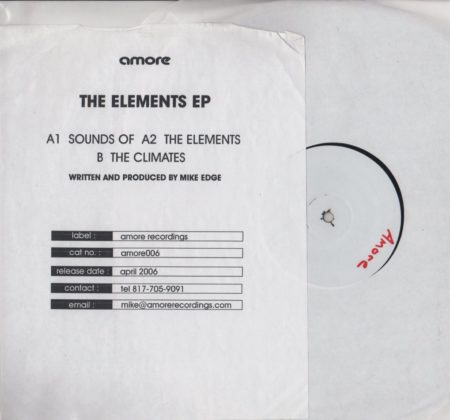 amore
THE ELEMENTS EP
A1 SOUNDS OF A2 THE ELEMENTS
B THE CLIMATES
WRITTEN AND PRODUCED BY MIKE EDGE
label : amore recordings
cat no. : amore006
release date : april 2006
contact : tel 817-705-9091
email : mike@amorerecordings.com
Amore